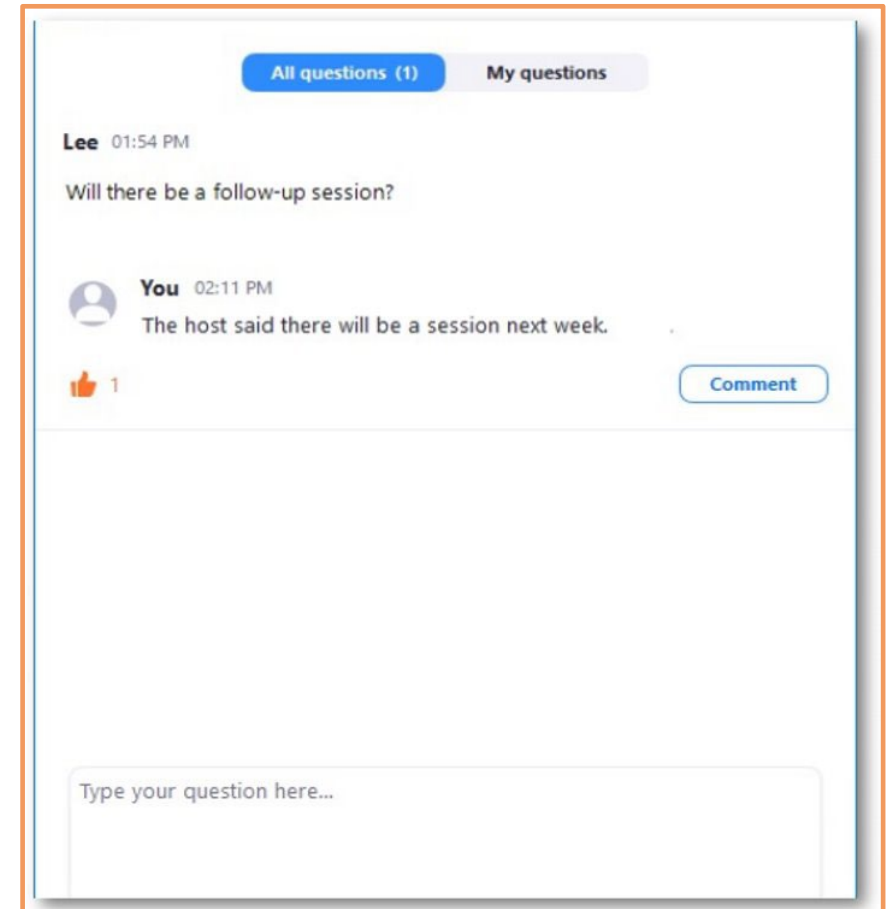 All questions (1) My questions
Lee 01:54 PM
Will there be a follow-up session?
You 02:11 PM
The host said there will be a session next week.
1 Comment
Type your question here...